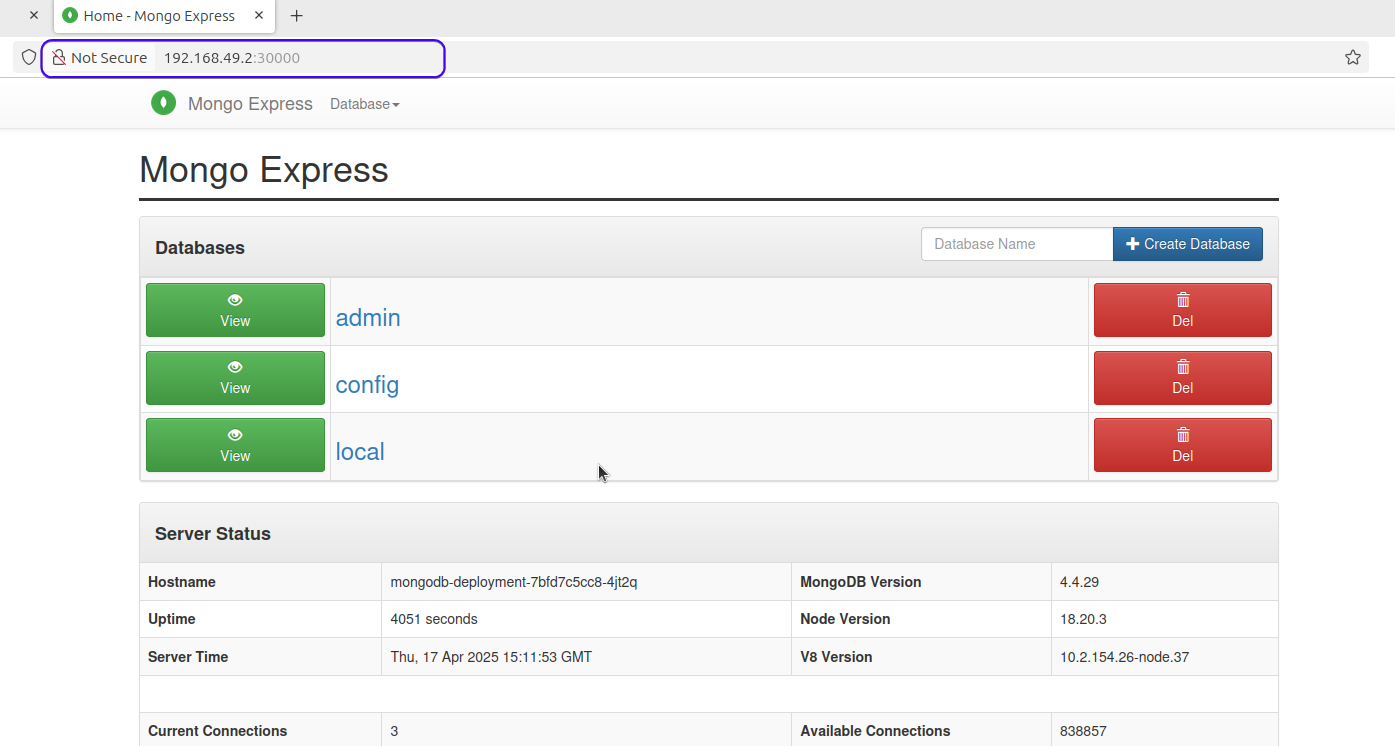 Home - Mongo Express
Not Secure 192.168.49.2:30000
Mongo Express Database
Mongo Express
Databases Database Name Create Database
View admin Del
View config Del
View local Del
Server Status
Hostname mongodb-deployment-7bfd7c5cc8-4jt2q MongoDB Version 4.4.29
Uptime 4051 seconds Node Version 18.20.3
Server Time Thu, 17 Apr 2025 15:11:53 GMT V8 Version 10.2.154.26-node.37
Current Connections 3 Available Connections 838857